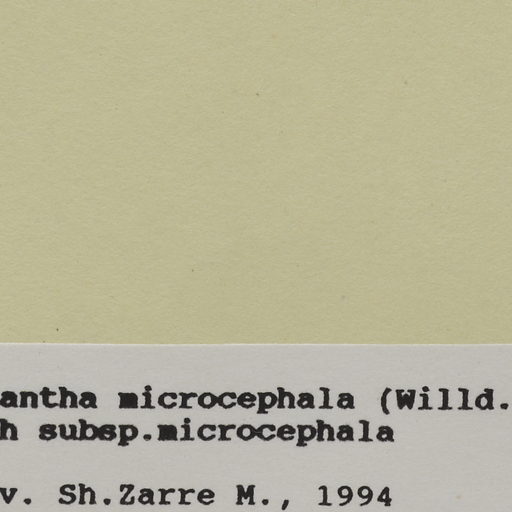 antha microcephala (Willd.
h subsp.microcephala
v. Sh.Zarre M., 1994